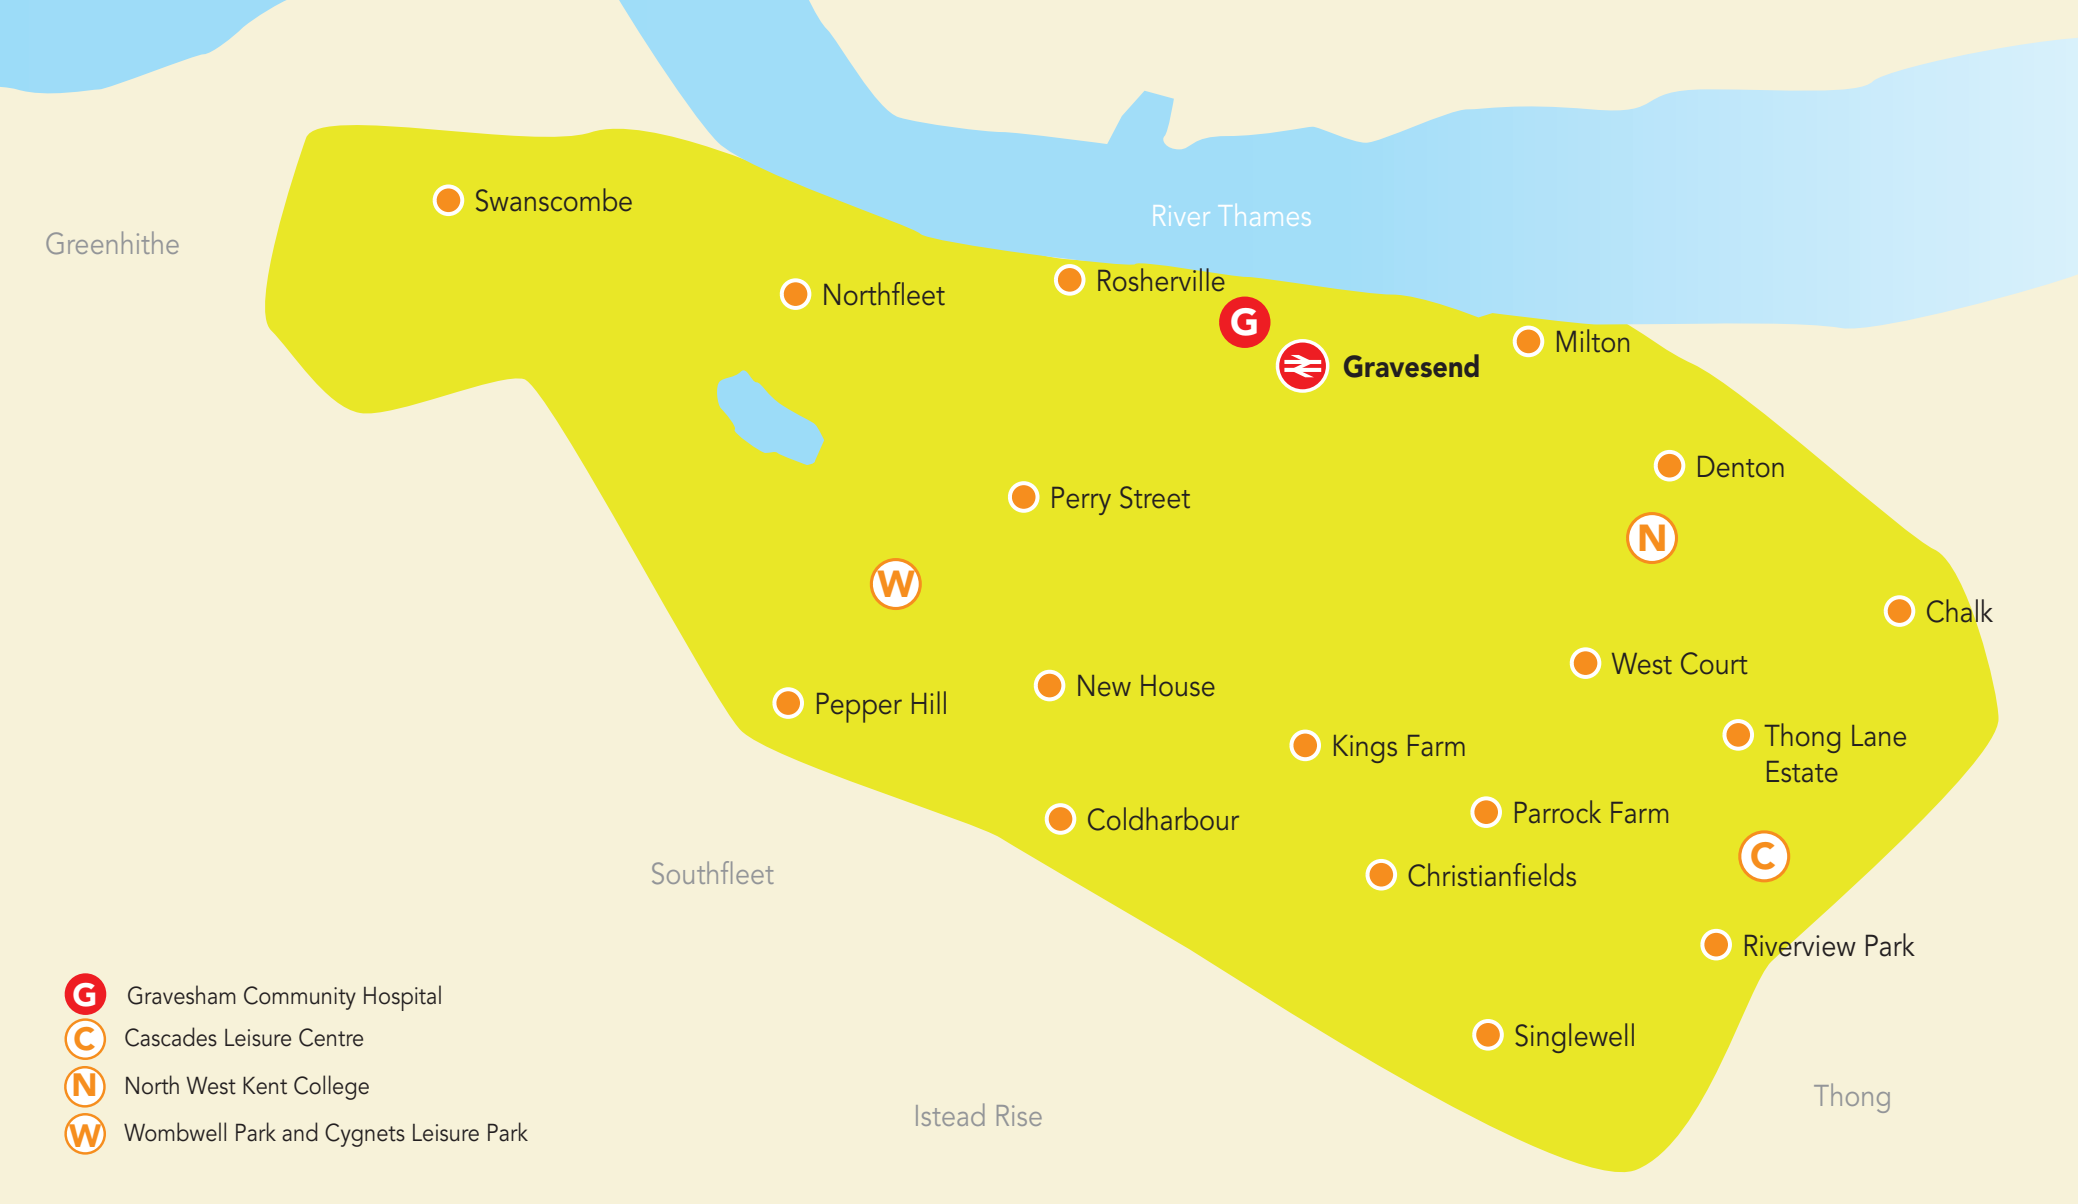 Swanscombe
River Thames
Greenhithe
Rosherville
Northfleet
G
Milton
Gravesend
Denton
Perry Street
N
W
Chalk
West Court
New House
Pepper Hill
Thong Lane
Estate
Kings Farm
Parrock Farm
Coldharbour
C
Southfleet
Christianfields
Riverview Park
Singlewell
Thong
Istead Rise
G Gravesham Community Hospital
C Cascades Leisure Centre
N North West Kent College
W Wombwell Park and Cygnets Leisure Park